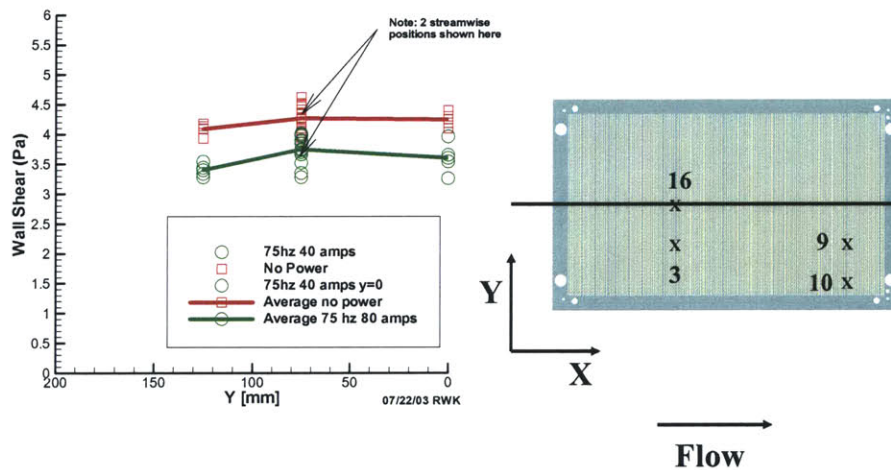 6
5.5
5
4.5
4
3.5
3
2.5
2
1.5
1
0.5
0
Wall Shear (Pa)
Note: 2 streamwise
positions shown here
75hz 40 amps
No Power
75hz 40 amps y=0
Average no power
Average 75 hz 80 amps
200 150 100 50 0
Y [mm]
07/22/03 RWK
16
x
x
3
9 x
10 x
Y
X
Flow